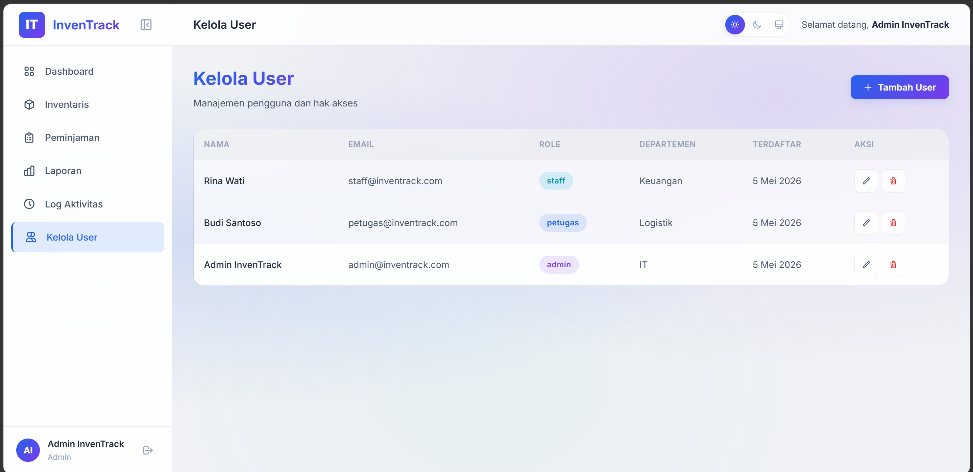 IT InvenTrack
Kelola User
Selamat datang, Admin InvenTrack
Dashboard
Inventaris
Peminjaman
Laporan
Log Aktivitas
Kelola User
Kelola User
Manajemen pengguna dan hak akses
+ Tambah User
NAMA EMAIL ROLE DEPARTEMEN TERDAFTAR AKSI
Rina Wati staff@inventrack.com staff Keuangan 5 Mei 2026
Budi Santoso petugas@inventrack.com petugas Logistik 5 Mei 2026
Admin InvenTrack admin@inventrack.com admin IT 5 Mei 2026
AI Admin InvenTrack
Admin